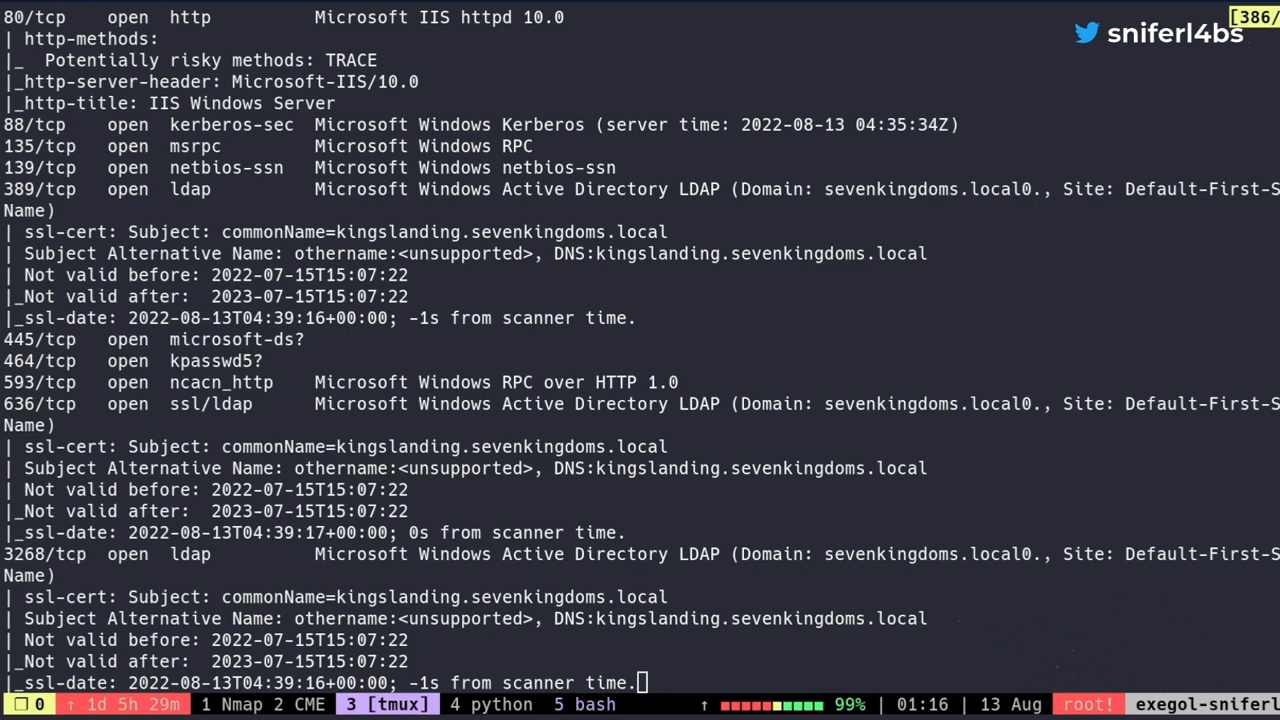 80/tcp open http Microsoft IIS httpd 10.0
[386/
| http-methods:
sniferl4bs
|_ Potentially risky methods: TRACE
|_http-server-header: Microsoft-IIS/10.0
|_http-title: IIS Windows Server
88/tcp open kerberos-sec Microsoft Windows Kerberos (server time: 2022-08-13 04:35:34Z)
135/tcp open msrpc Microsoft Windows RPC
139/tcp open netbios-ssn Microsoft Windows netbios-ssn
389/tcp open ldap Microsoft Windows Active Directory LDAP (Domain: sevenkingdoms.local0., Site: Default-First-S
Name)
| ssl-cert: Subject: commonName=kingslanding.sevenkingdoms.local
| Subject Alternative Name: othername:<unsupported>, DNS:kingslanding.sevenkingdoms.local
| Not valid before: 2022-07-15T15:07:22
|_Not valid after: 2023-07-15T15:07:22
|_ssl-date: 2022-08-13T04:39:16+00:00; -1s from scanner time.
445/tcp open microsoft-ds?
464/tcp open kpasswd5?
593/tcp open ncacn_http Microsoft Windows RPC over HTTP 1.0
636/tcp open ssl/ldap Microsoft Windows Active Directory LDAP (Domain: sevenkingdoms.local0., Site: Default-First-S
Name)
| ssl-cert: Subject: commonName=kingslanding.sevenkingdoms.local
| Subject Alternative Name: othername:<unsupported>, DNS:kingslanding.sevenkingdoms.local
| Not valid before: 2022-07-15T15:07:22
|_Not valid after: 2023-07-15T15:07:22
|_ssl-date: 2022-08-13T04:39:17+00:00; 0s from scanner time.
3268/tcp open ldap Microsoft Windows Active Directory LDAP (Domain: sevenkingdoms.local0., Site: Default-First-S
Name)
| ssl-cert: Subject: commonName=kingslanding.sevenkingdoms.local
| Subject Alternative Name: othername:<unsupported>, DNS:kingslanding.sevenkingdoms.local
| Not valid before: 2022-07-15T15:07:22
|_Not valid after: 2023-07-15T15:07:22
|_ssl-date: 2022-08-13T04:39:16+00:00; -1s from scanner time.
❐ 0 ↑ 1d 5h 29m 1 Nmap 2 CME 3 [tmux] 4 python 5 bash ↑ 99% | 01:16 | 13 Aug root! exegol-sniferl